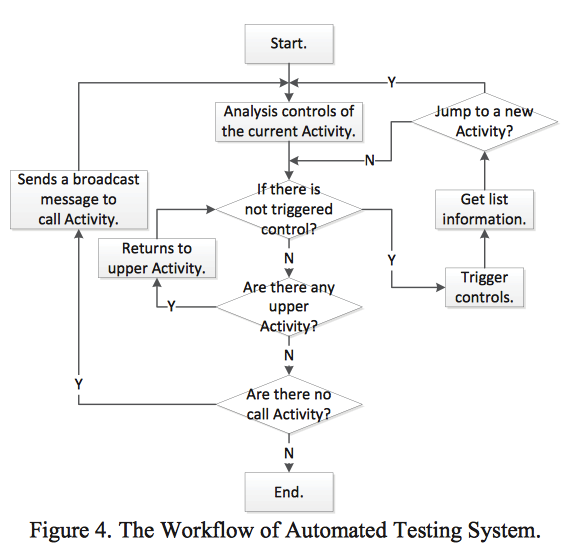 Start.
Y
Analysis controls of
the current Activity.
Jump to a new
Activity?
N
Sends a broadcast
message to
call Activity.
If there is
not triggered
control?
Get list
information.
Returns to
upper Activity.
N
Y
Trigger
controls.
Are there any
upper
Activity?
Y
N
Y
Are there no
call Activity?
N
End.
Figure 4. The Workflow of Automated Testing System.